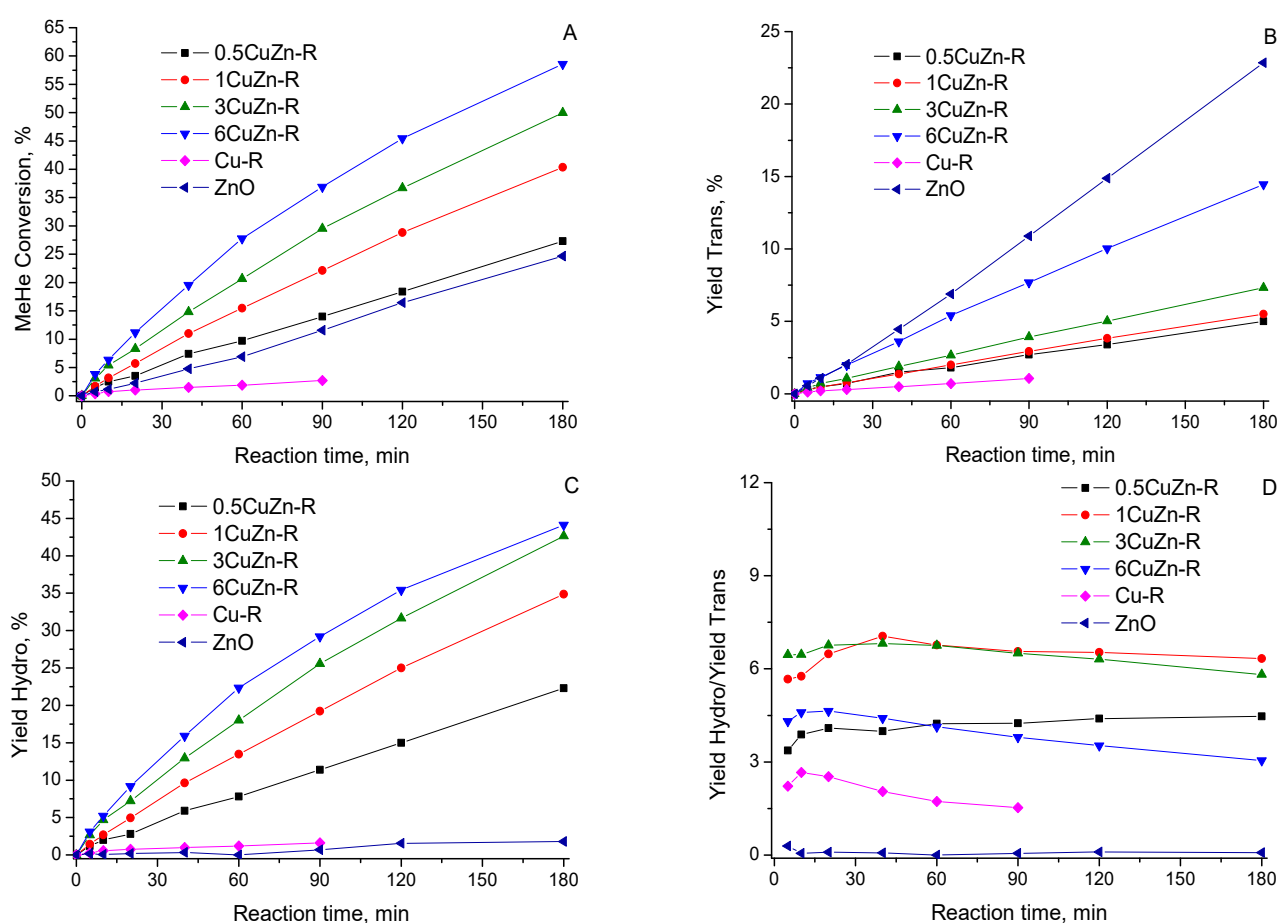 A
MeHe Conversion, %
65
60
55
50
45
40
35
30
25
20
15
10
5
0
0.5CuZn-R
1CuZn-R
3CuZn-R
6CuZn-R
Cu-R
ZnO
0 30 60 90 120 150 180
Reaction time, min
B
Yield Trans, %
25
20
15
10
5
0
0.5CuZn-R
1CuZn-R
3CuZn-R
6CuZn-R
Cu-R
ZnO
0 30 60 90 120 150 180
Reaction time, min
C
Yield Hydro, %
50
45
40
35
30
25
20
15
10
5
0
0.5CuZn-R
1CuZn-R
3CuZn-R
6CuZn-R
Cu-R
ZnO
0 30 60 90 120 150 180
Reaction time, min
D
Yield Hydro/Yield Trans
12
9
6
3
0
0.5CuZn-R
1CuZn-R
3CuZn-R
6CuZn-R
Cu-R
ZnO
0 30 60 90 120 150 180
Reaction time, min